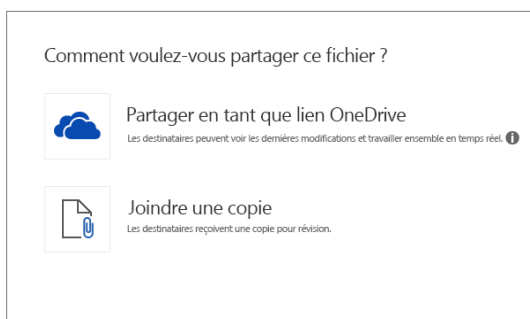 Comment voulez-vous partager ce fichier ?
Partager en tant que lien OneDrive
Les destinataires peuvent voir les dernières modifications et travailler ensemble en temps réel.
Joindre une copie
Les destinataires reçoivent une copie pour révision.